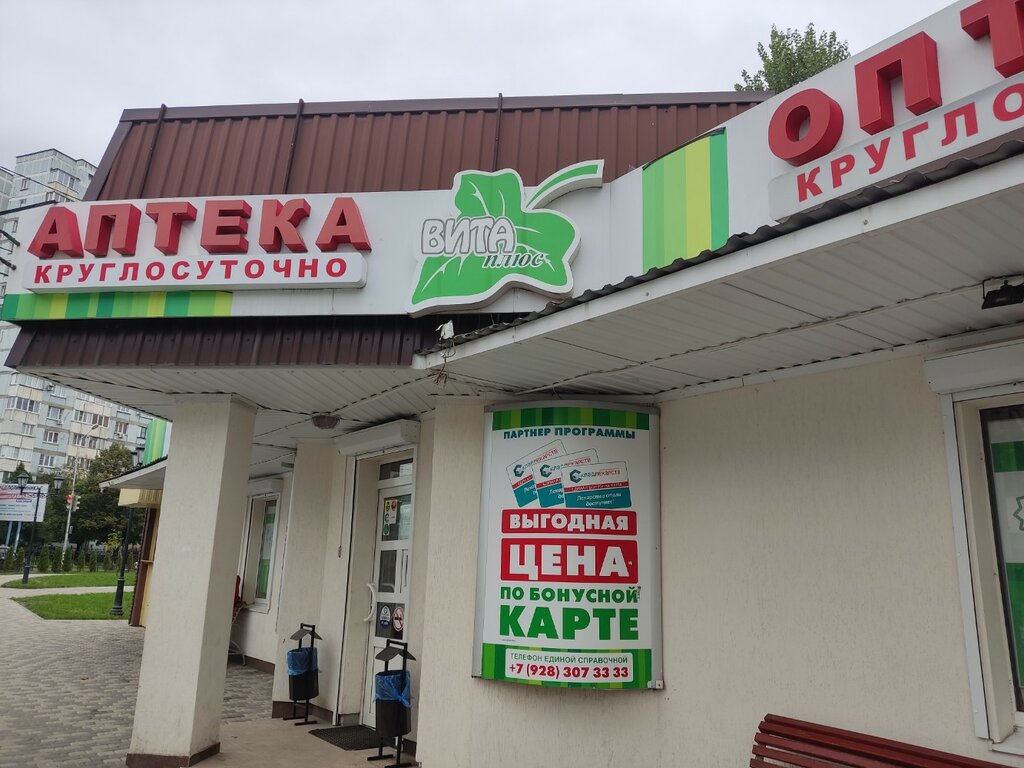 АПТЕКА
КРУГЛОСУТОЧНО
ВИТА
плюс
ОПТ
КРУГЛО
ПАРТНЕР ПРОГРАММЫ
СКЛАДЛЕКАРСТВ
ВЫГОДНАЯ
ЦЕНА
ПО БОНУСНОЙ
КАРТЕ
ТЕЛЕФОН ЕДИНОЙ СПРАВОЧНОЙ
+7 (928) 307 33 33